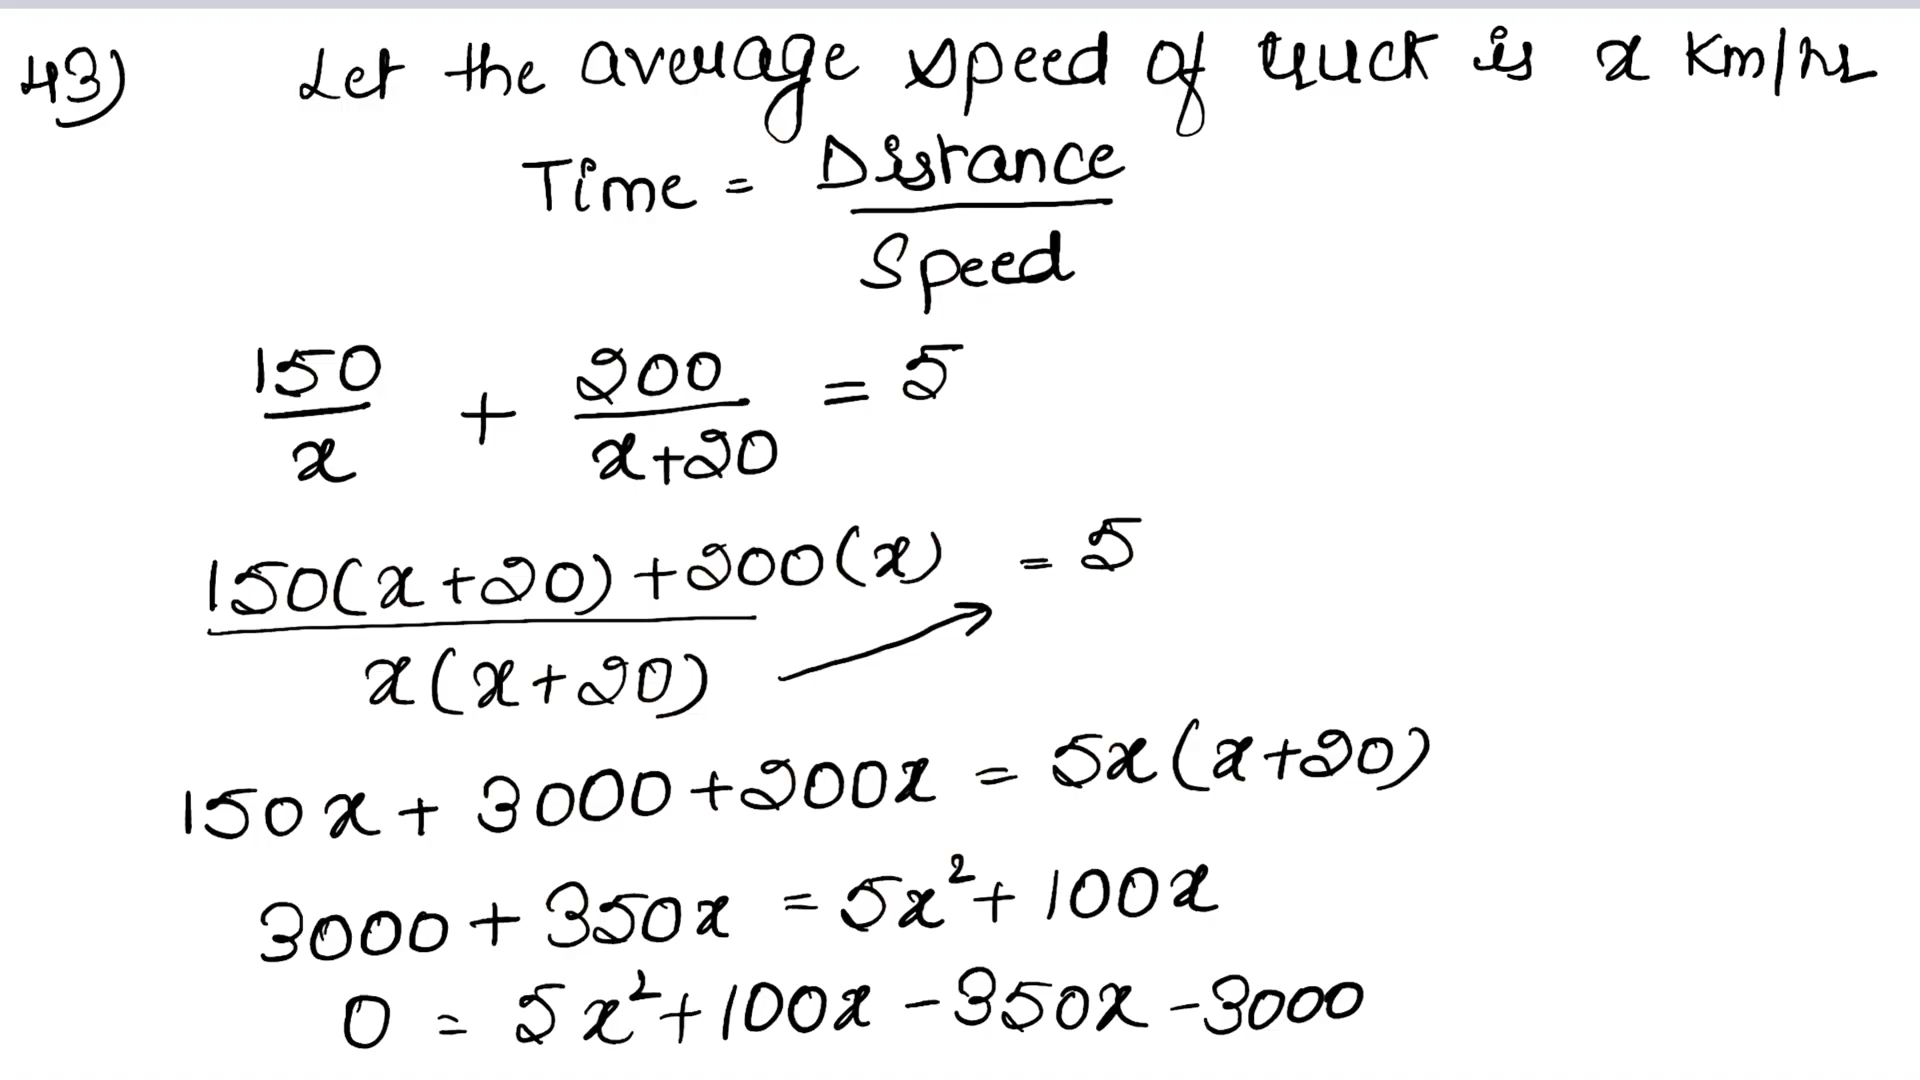 43) Let the average speed of truck is x Km/hr
Time = Distance / Speed
150/x + 200/(x+20) = 5
(150(x+20)+200(x)) / (x(x+20)) = 5
150x + 3000 + 200x = 5x(x+20)
3000 + 350x = 5x² + 100x
0 = 5x² + 100x - 350x - 3000